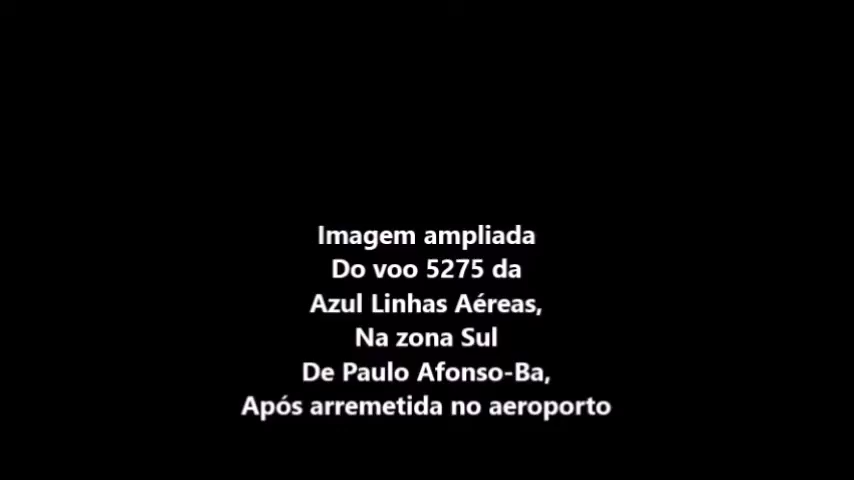 Imagem ampliada
Do voo 5275 da
Azul Linhas Aéreas,
Na zona Sul
De Paulo Afonso-Ba,
Após arremetida no aeroporto